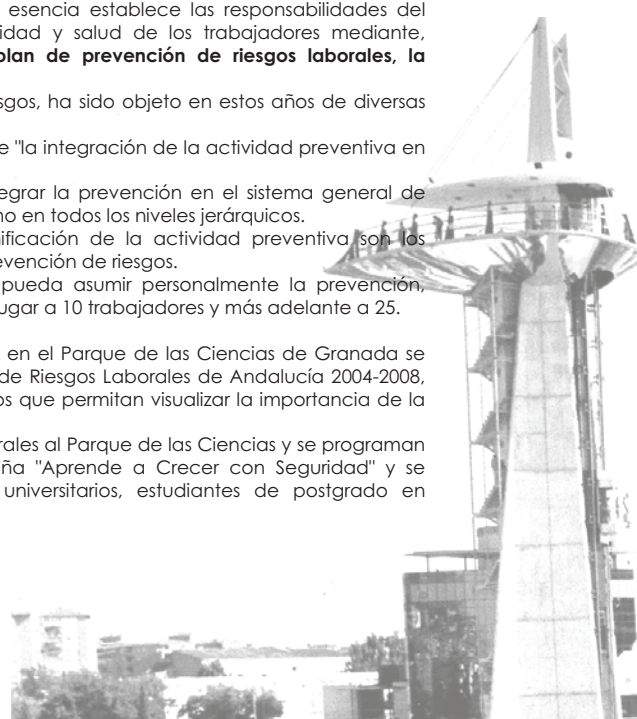 esencia establece las responsabilidades del
idad y salud de los trabajadores mediante,
plan de prevención de riesgos laborales, la
sgos, ha sido objeto en estos años de diversas
e "la integración de la actividad preventiva en
egrar la prevención en el sistema general de
no en todos los niveles jerárquicos.
nificación de la actividad preventiva son los
evención de riesgos.
pueda asumir personalmente la prevención,
ugar a 10 trabajadores y más adelante a 25.
en el Parque de las Ciencias de Granada se
de Riesgos Laborales de Andalucía 2004-2008,
os que permitan visualizar la importancia de la
rales al Parque de las Ciencias y se programan
ña "Aprende a Crecer con Seguridad" y se
universitarios, estudiantes de postgrado en